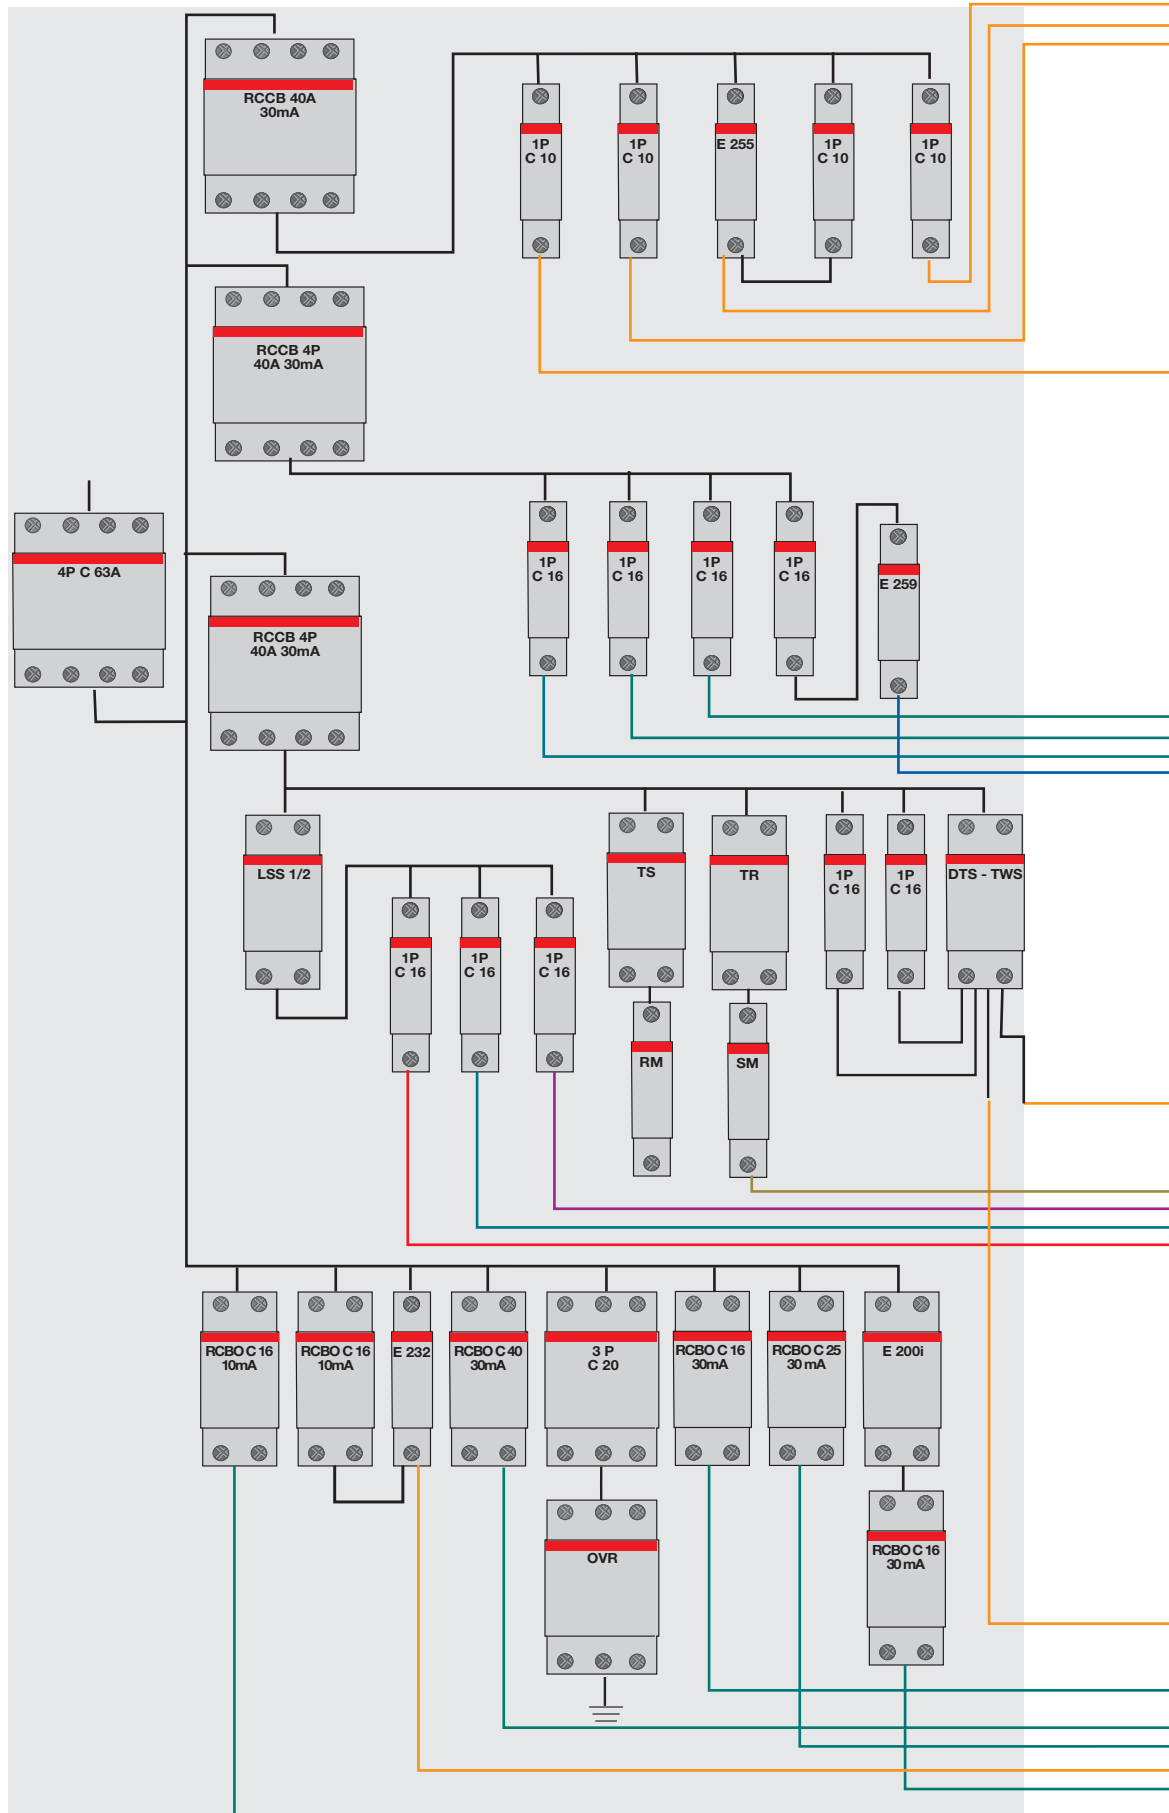 RCCB 40A
30mA
1P
C 10
1P
C 10
E 255
1P
C 10
1P
C 10
RCCB 4P
40A 30mA
4P C 63A
1P
C 16
1P
C 16
1P
C 16
1P
C 16
E 259
RCCB 4P
40A 30mA
LSS 1/2
1P
C 16
1P
C 16
1P
C 16
TS
TR
1P
C 16
1P
C 16
DTS - TWS
RM
SM
RCBO C 16
10mA
RCBO C 16
10mA
E 232
RCBO C 40
30mA
3 P
C 20
RCBO C 16
30mA
RCBO C 25
30 mA
E 200i
OVR
RCBO C 16
30 mA